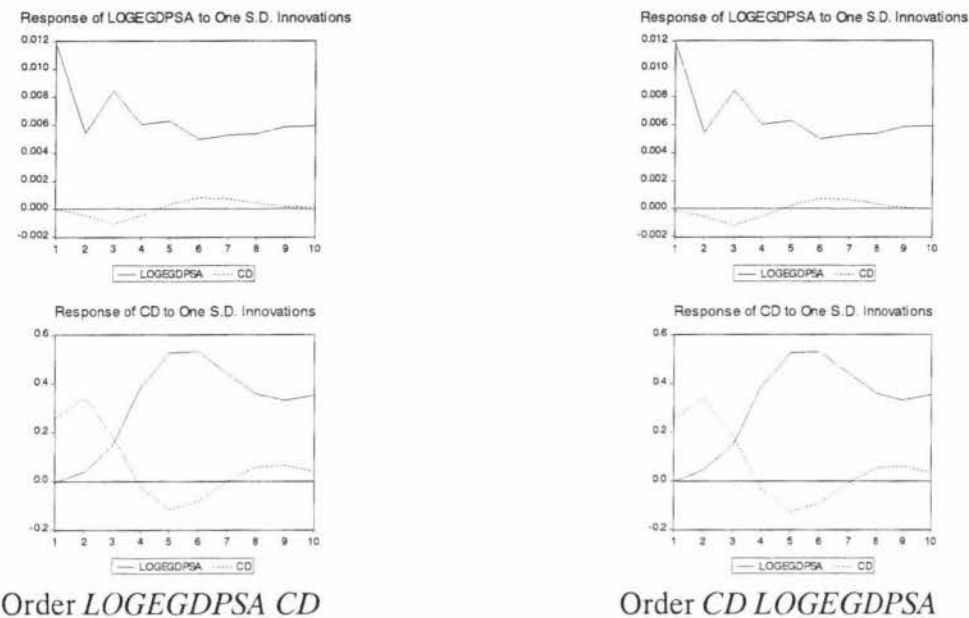 Response of LOGEGDPSA to One S.D. Innovations
0.012
0.010
0.008
0.006
0.004
0.002
0.000
-0.002
1 2 3 4 5 6 7 8 9 10
LOGEGDPSA CD
Response of CD to One S.D. Innovations
0.6
0.4
0.2
0.0
-0.2
1 2 3 4 5 6 7 8 9 10
LOGEGDPSA CD
Order LOGEGDPSA CD
Response of LOGEGDPSA to One S.D. Innovations
0.012
0.010
0.008
0.006
0.004
0.002
0.000
-0.002
1 2 3 4 5 6 7 8 9 10
LOGEGDPSA CD
Response of CD to One S.D. Innovations
0.6
0.4
0.2
0.0
-0.2
1 2 3 4 5 6 7 8 9 10
LOGEGDPSA CD
Order CD LOGEGDPSA